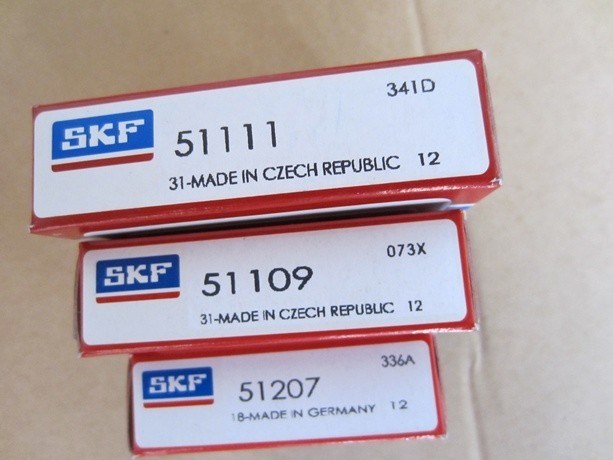 341D
SKF
51111
31-MADE IN CZECH REPUBLIC 12
073X
SKF
51109
31-MADE IN CZECH REPUBLIC 12
336A
SKF
51207
18-MADE IN GERMANY 12